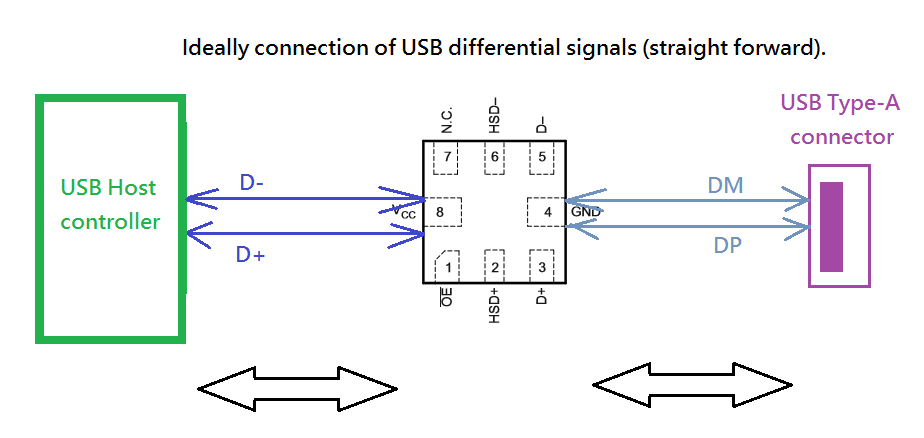 Ideally connection of USB differential signals (straight forward).
USB Type-A
connector
N.C.
HSD−
D−
7
6
5
USB Host
controller
D-
D+
VCC
8
4
GND
DM
DP
1
2
3
OE
HSD+
D+